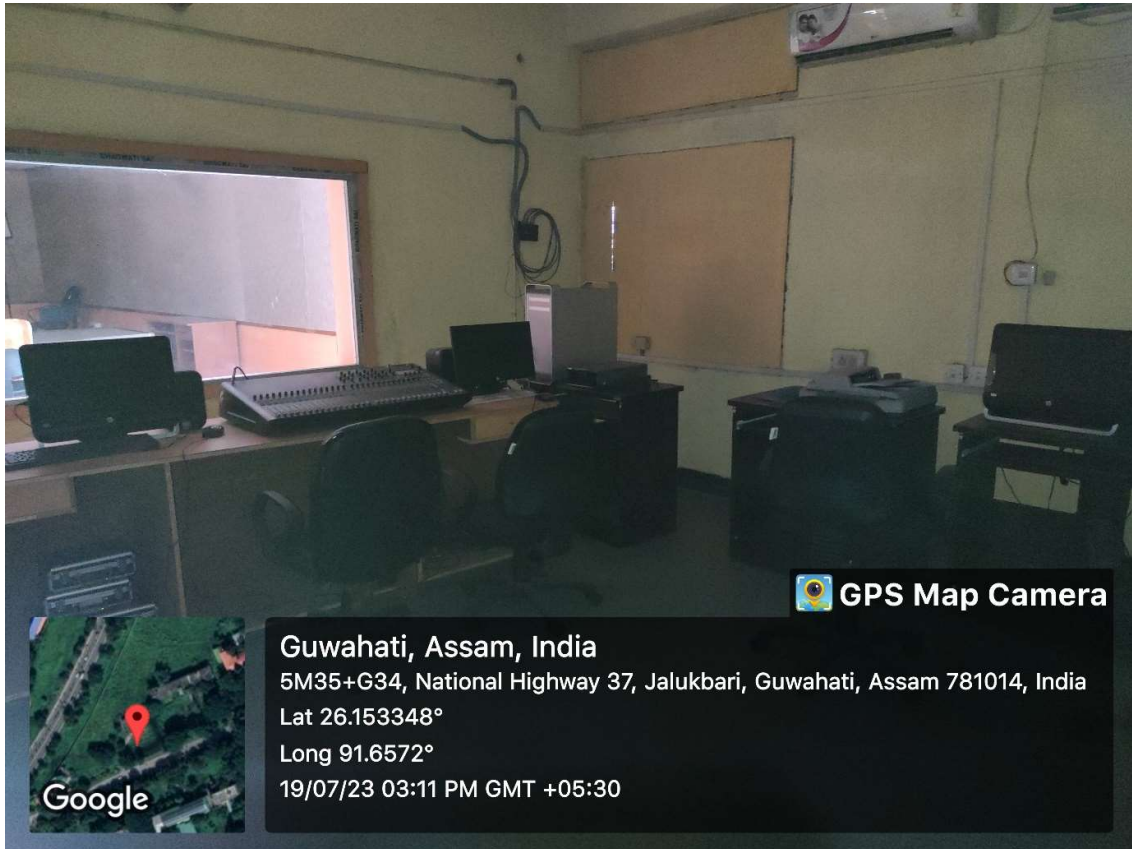 GPS Map Camera
Guwahati, Assam, India
5M35+G34, National Highway 37, Jalukbari, Guwahati, Assam 781014, India
Lat 26.153348°
Long 91.6572°
19/07/23 03:11 PM GMT +05:30
Google